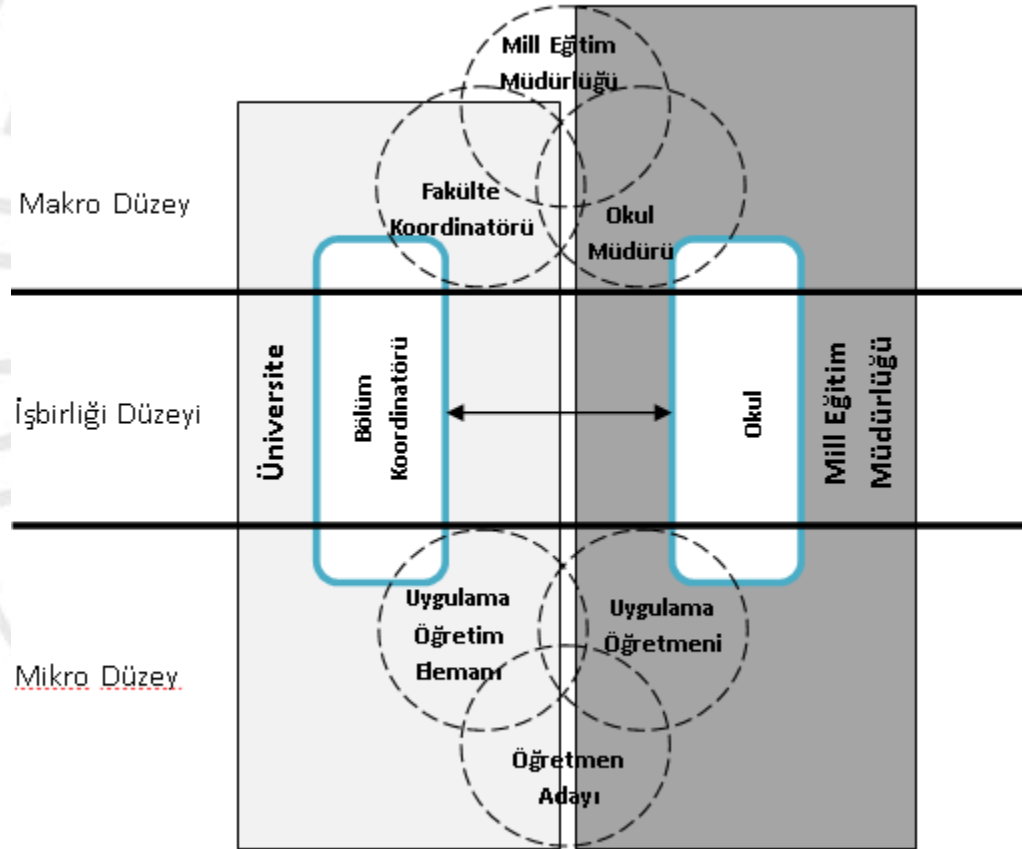 Mill Eğitim
Müdürlüğü
Makro Düzey
Fakülte
Koordinatörü
Okul
Müdürü
İşbirliği Düzeyi
Üniversite
Bölüm
Koordinatörü
Okul
Mill Eğitim
Müdürlüğü
Mikro Düzey
Uygulama
Öğretim
Elemanı
Uygulama
Öğretmeni
Öğretmen
Adayı